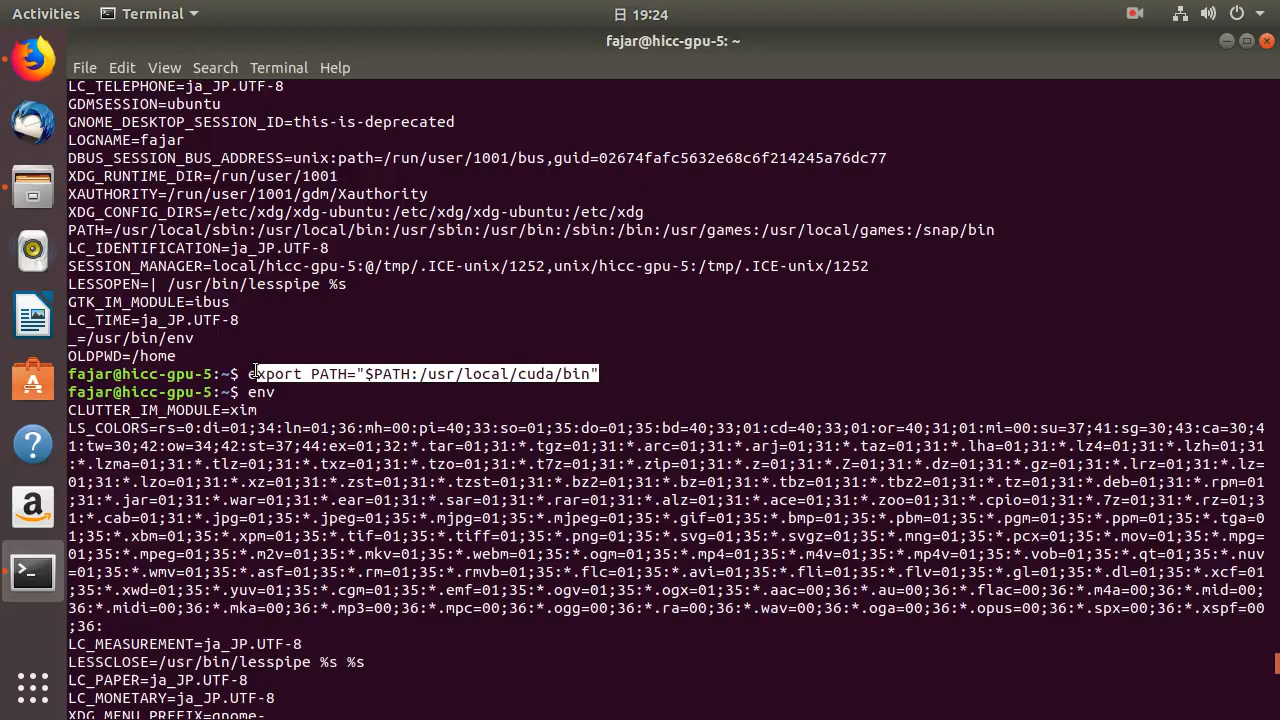 Activities
Terminal
日 19:24
fajar@hicc-gpu-5: ~
File Edit View Search Terminal Help
LC_TELEPHONE=ja_JP.UTF-8
GDMSESSION=ubuntu
GNOME_DESKTOP_SESSION_ID=this-is-deprecated
LOGNAME=fajar
DBUS_SESSION_BUS_ADDRESS=unix:path=/run/user/1001/bus,guid=02674fafc5632e68c6f214245a76dc77
XDG_RUNTIME_DIR=/run/user/1001
XAUTHORITY=/run/user/1001/gdm/Xauthority
XDG_CONFIG_DIRS=/etc/xdg/xdg-ubuntu:/etc/xdg/xdg-ubuntu:/etc/xdg
PATH=/usr/local/sbin:/usr/local/bin:/usr/sbin:/usr/bin:/sbin:/bin:/usr/games:/usr/local/games:/snap/bin
LC_IDENTIFICATION=ja_JP.UTF-8
SESSION_MANAGER=local/hicc-gpu-5:@/tmp/.ICE-unix/1252,unix/hicc-gpu-5:/tmp/.ICE-unix/1252
LESSOPEN=| /usr/bin/lesspipe %s
GTK_IM_MODULE=ibus
LC_TIME=ja_JP.UTF-8
_=/usr/bin/env
OLDPWD=/home
fajar@hicc-gpu-5:~$ export PATH="$PATH:/usr/local/cuda/bin"
fajar@hicc-gpu-5:~$ env
CLUTTER_IM_MODULE=xim
LS_COLORS=rs=0:di=01;34:ln=01;36:mh=00:pi=40;33:so=01;35:do=01;35:bd=40;33;01:cd=40;33;01:or=40;31;01:mi=00:su=37;41:sg=30;43:ca=30;4
1:tw=30;42:ow=34;42:st=37;44:ex=01;32:*.tar=01;31:*.tgz=01;31:*.arc=01;31:*.arj=01;31:*.taz=01;31:*.lha=01;31:*.lz4=01;31:*.lzh=01;31
:*.lzma=01;31:*.tlz=01;31:*.txz=01;31:*.tzo=01;31:*.t7z=01;31:*.zip=01;31:*.z=01;31:*.Z=01;31:*.dz=01;31:*.gz=01;31:*.lrz=01;31:*.lz=
01;31:*.lzo=01;31:*.xz=01;31:*.zst=01;31:*.tzst=01;31:*.bz2=01;31:*.bz=01;31:*.tbz=01;31:*.tbz2=01;31:*.tz=01;31:*.deb=01;31:*.rpm=01
;31:*.jar=01;31:*.war=01;31:*.ear=01;31:*.sar=01;31:*.rar=01;31:*.alz=01;31:*.ace=01;31:*.zoo=01;31:*.cpio=01;31:*.7z=01;31:*.rz=01;3
1:*.cab=01;31:*.jpg=01;35:*.jpeg=01;35:*.mjpg=01;35:*.mjpeg=01;35:*.gif=01;35:*.bmp=01;35:*.pbm=01;35:*.pgm=01;35:*.ppm=01;35:*.tga=0
1;35:*.xbm=01;35:*.xpm=01;35:*.tif=01;35:*.tiff=01;35:*.png=01;35:*.svg=01;35:*.svgz=01;35:*.mng=01;35:*.pcx=01;35:*.mov=01;35:*.mpg=
01;35:*.mpeg=01;35:*.m2v=01;35:*.mkv=01;35:*.webm=01;35:*.ogm=01;35:*.mp4=01;35:*.m4v=01;35:*.mp4v=01;35:*.vob=01;35:*.qt=01;35:*.nuv
=01;35:*.wmv=01;35:*.asf=01;35:*.rm=01;35:*.rmvb=01;35:*.flc=01;35:*.avi=01;35:*.fli=01;35:*.flv=01;35:*.gl=01;35:*.dl=01;35:*.xcf=01
;35:*.xwd=01;35:*.yuv=01;35:*.cgm=01;35:*.emf=01;35:*.ogv=01;35:*.ogx=01;35:*.aac=00;36:*.au=00;36:*.flac=00;36:*.m4a=00;36:*.mid=00;
36:*.midi=00;36:*.mka=00;36:*.mp3=00;36:*.mpc=00;36:*.ogg=00;36:*.ra=00;36:*.wav=00;36:*.oga=00;36:*.opus=00;36:*.spx=00;36:*.xspf=00
;36:
LC_MEASUREMENT=ja_JP.UTF-8
LESSCLOSE=/usr/bin/lesspipe %s %s
LC_PAPER=ja_JP.UTF-8
LC_MONETARY=ja_JP.UTF-8
XDG_MENU_PREFIX=gnome-